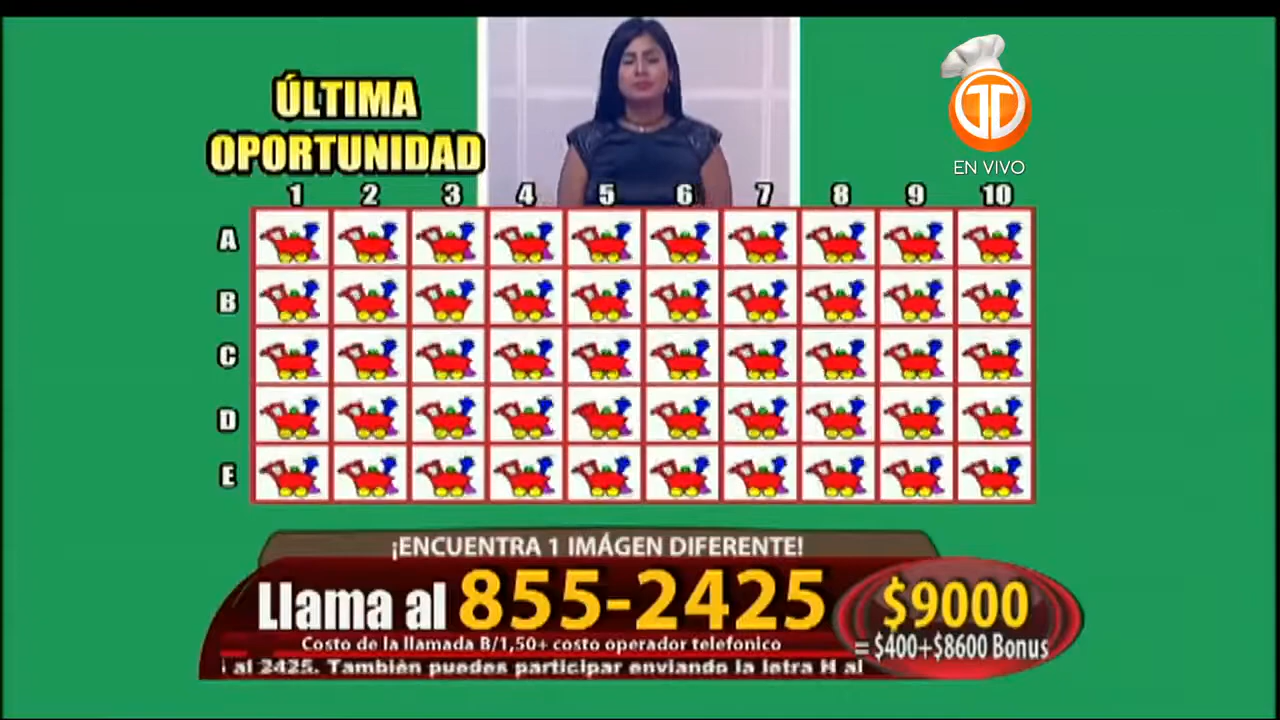 ÚLTIMA
OPORTUNIDAD
EN VIVO
1 2 3 4 5 6 7 8 9 10
A
B
C
D
E
¡ENCUENTRA 1 IMÁGEN DIFERENTE!
Llama al 855-2425
$9000
Costo de la llamada B/1,50+ costo operador telefonico
= $400+$8600 Bonus
al 2425. También puedes participar enviando la letra H al